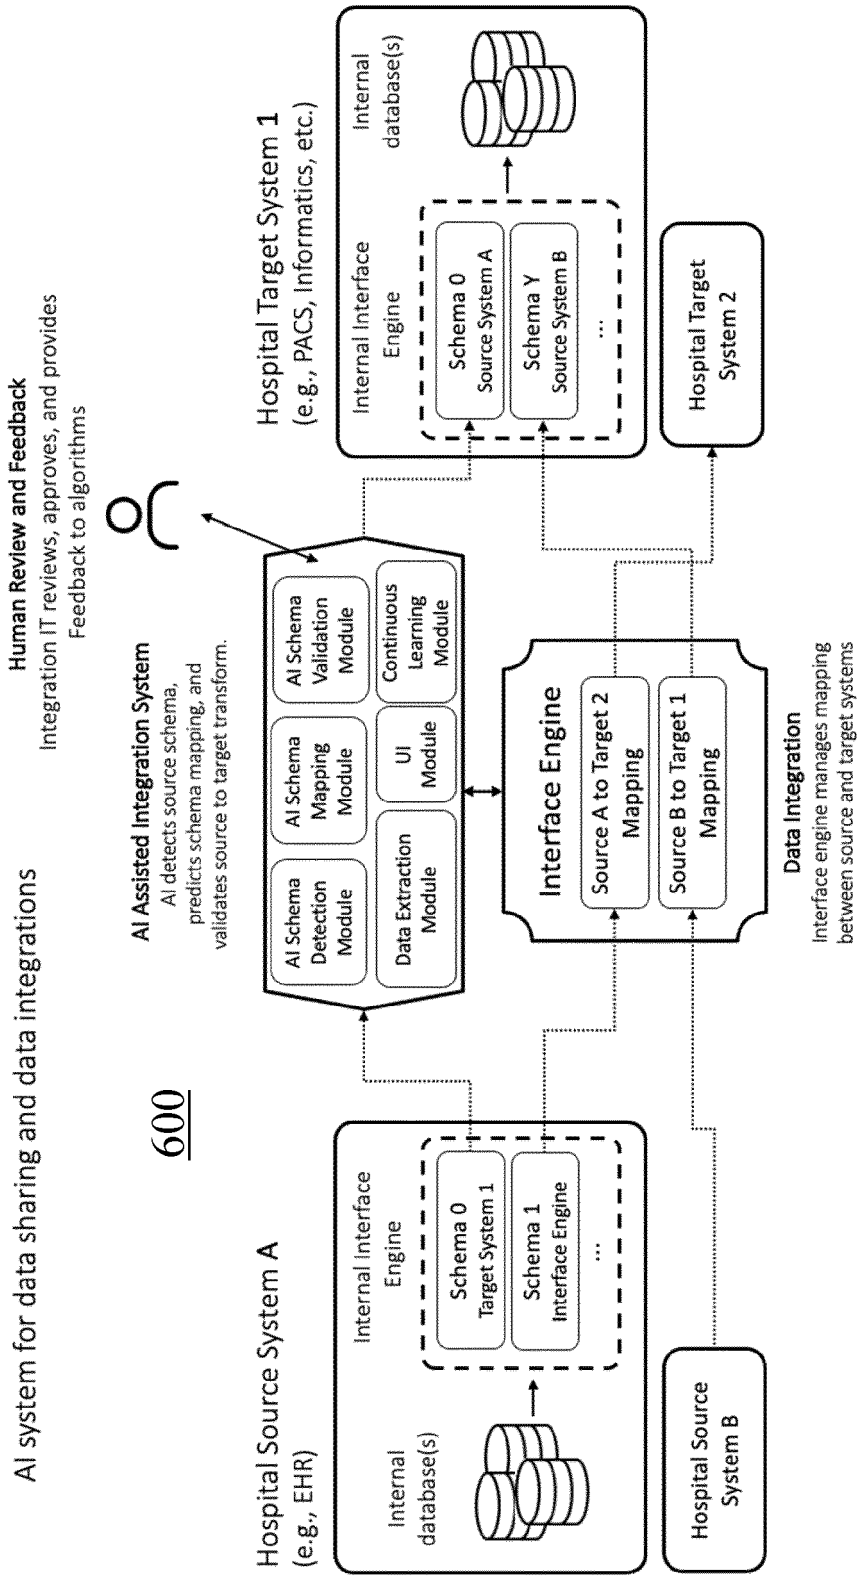 AI system for data sharing and data integrations
600
Human Review and Feedback
Integration IT reviews, approves, and provides
Feedback to algorithms
AI Assisted Integration System
AI detects source schema,
predicts schema mapping, and
validates source to target transform.
Hospital Source System A
(e.g., EHR)
Internal
database(s)
Internal Interface
Engine
Schema 0
Target System 1
Schema 1
Interface Engine
...
Hospital Source
System B
AI Schema
Detection
Module
AI Schema
Mapping
Module
AI Schema
Validation
Module
Data Extraction
Module
UI
Module
Continuous
Learning
Module
Interface Engine
Source A to Target 2
Mapping
Source B to Target 1
Mapping
Data Integration
Interface engine manages mapping
between source and target systems
Hospital Target System 1
(e.g., PACS, Informatics, etc.)
Internal Interface
Engine
Internal
database(s)
Schema 0
Source System A
Schema Y
Source System B
...
Hospital Target
System 2